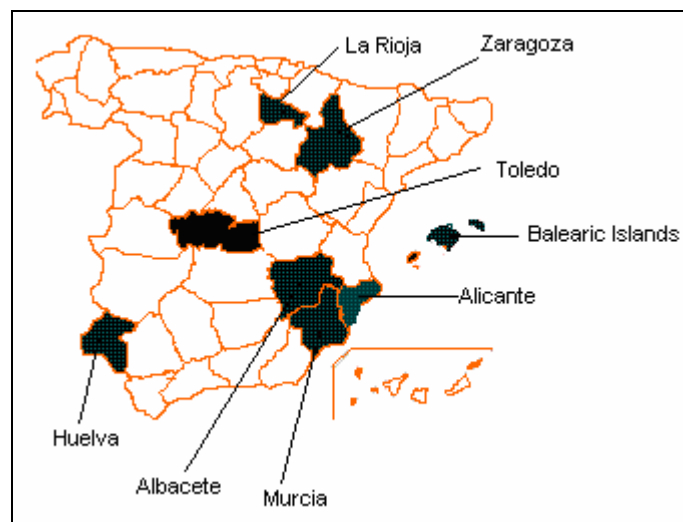 La Rioja
Zaragoza
Toledo
Balearic Islands
Alicante
Huelva
Albacete
Murcia